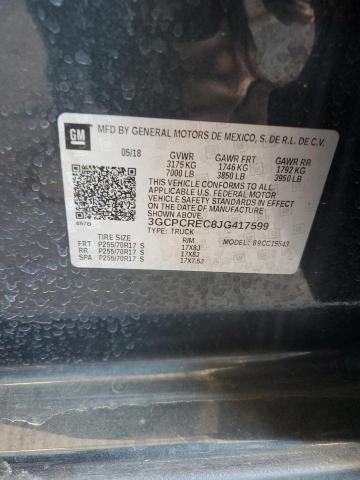 GM
MFD BY GENERAL MOTORS DE MEXICO, S. DE R.L. DE C.V.
05/18 GVWR GAWR FRT GAWR RR
3175 KG 1746 KG 1792 KG
7000 LB 3850 LB 3950 LB
THIS VEHICLE CONFORMS TO ALL
APPLICABLE U.S. FEDERAL MOTOR
VEHICLE SAFETY STANDARDS IN
EFFECT ON THE DATE OF
MANUFACTURE SHOWN ABOVE.
3GCPCREC8JG417599
TYPE: TRUCK
TIRE SIZE RIM MODEL:
FRT P255/70R17 S 17X8J
RR P255/70R17 S 17X8J
SPA P255/70R17 S 17X7.5J